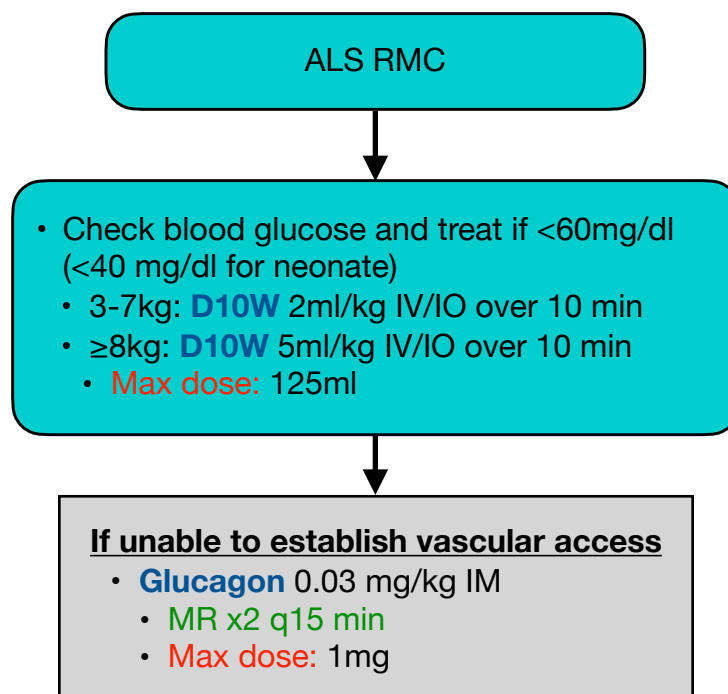 ALS RMC
• Check blood glucose and treat if <60mg/dl
(<40 mg/dl for neonate)
• 3-7kg: D10W 2ml/kg IV/IO over 10 min
• ≥8kg: D10W 5ml/kg IV/IO over 10 min
• Max dose: 125ml
If unable to establish vascular access
• Glucagon 0.03 mg/kg IM
• MR x2 q15 min
• Max dose: 1mg